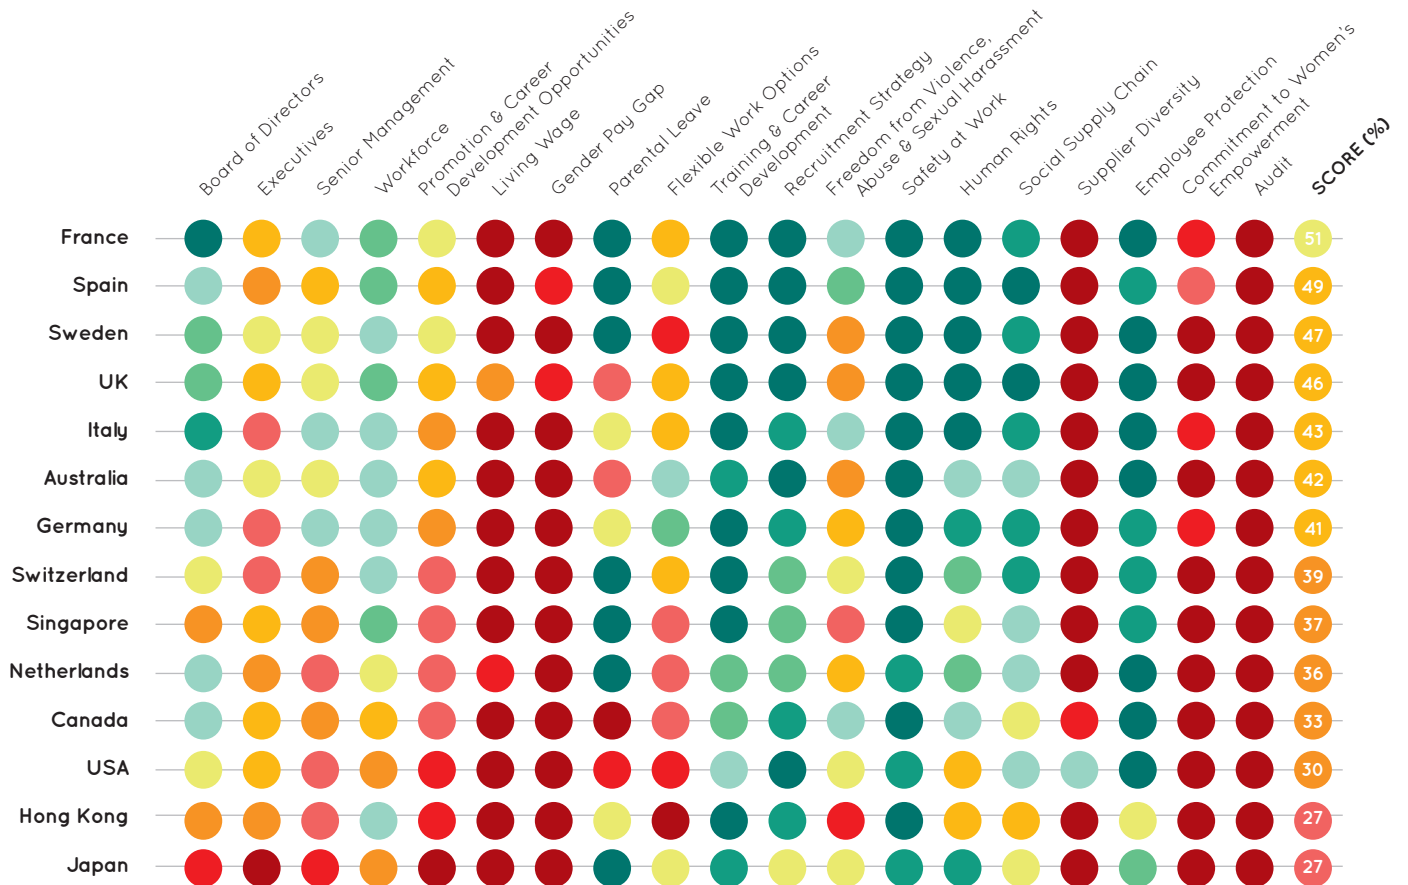 Board of Directors
Executives
Senior Management
Workforce
Promotion & Career
Development Opportunities
Living Wage
Gender Pay Gap
Parental Leave
Flexible Work Options
Training & Career
Development
Recruitment Strategy
Freedom from Violence,
Abuse & Sexual Harassment
Safety at Work
Human Rights
Social Supply Chain
Supplier Diversity
Employee Protection
Commitment to Women's
Empowerment
Audit
SCORE (%)
France 51
Spain 49
Sweden 47
UK 46
Italy 43
Australia 42
Germany 41
Switzerland 39
Singapore 37
Netherlands 36
Canada 33
USA 30
Hong Kong 27
Japan 27